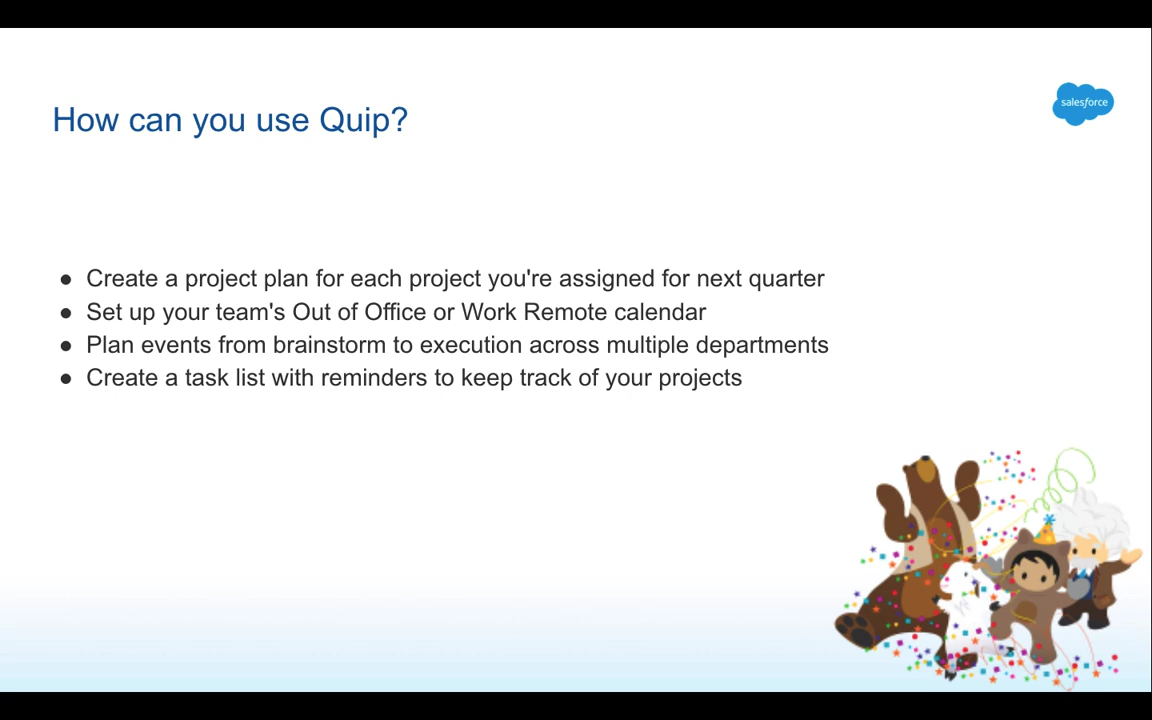 How can you use Quip?
salesforce
● Create a project plan for each project you're assigned for next quarter
● Set up your team's Out of Office or Work Remote calendar
● Plan events from brainstorm to execution across multiple departments
● Create a task list with reminders to keep track of your projects